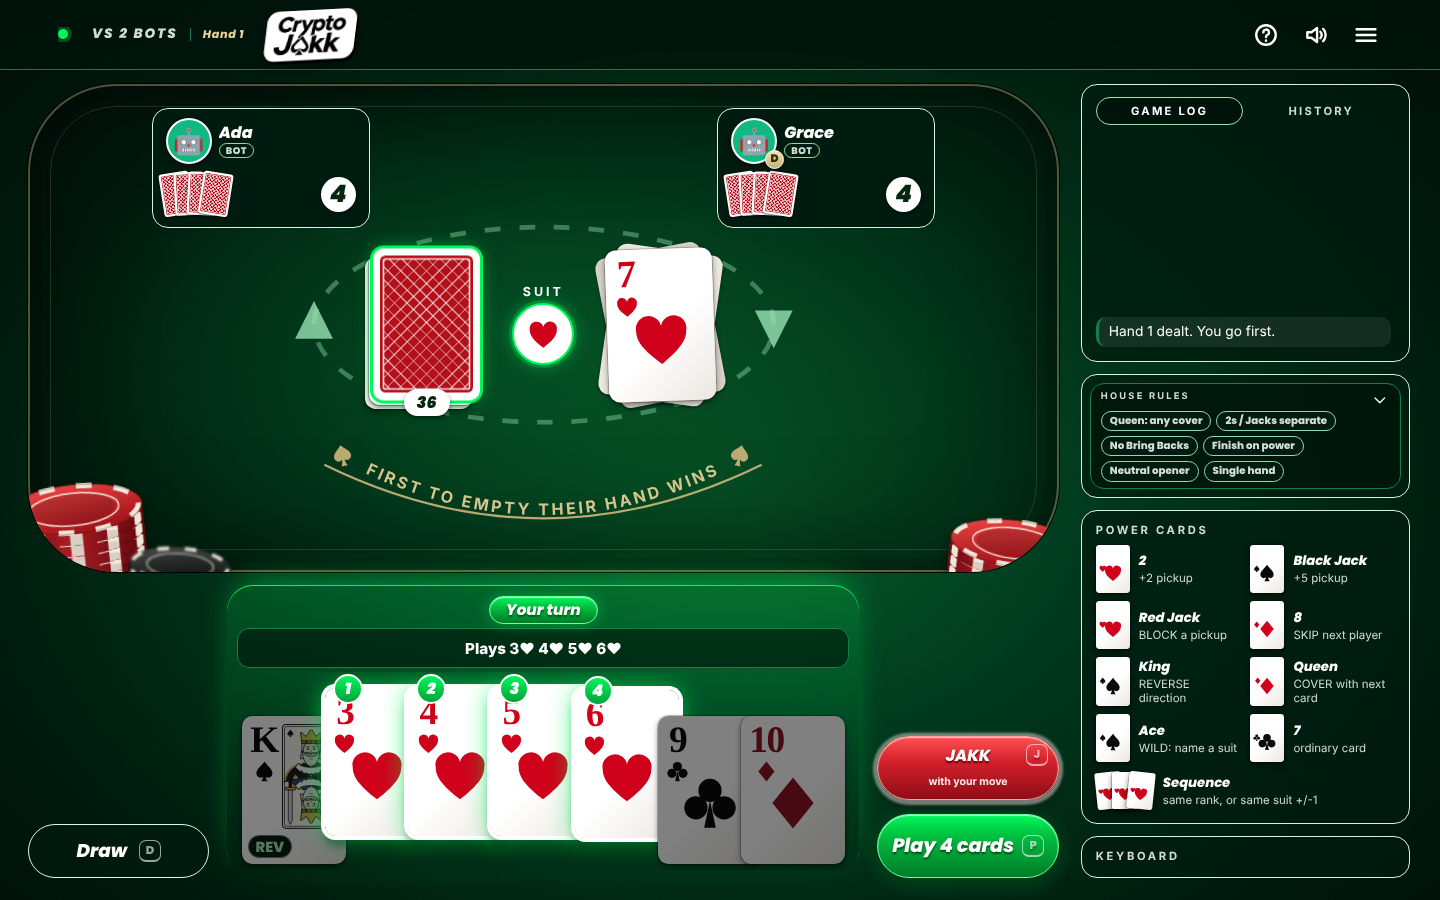 VS 2 BOTS
Hand 1
Crypto
Jakk
Ada
BOT
4
Grace
BOT
D
4
36
SUIT
7
FIRST TO EMPTY THEIR HAND WINS
Your turn
Plays 3♥ 4♥ 5♥ 6♥
1
2
3
4
K
3
4
5
6
9
10
REV
Draw D
JAKK J
with your move
Play 4 cards P
GAME LOG
HISTORY
Hand 1 dealt. You go first.
HOUSE RULES
Queen: any cover
2s / Jacks separate
No Bring Backs
Finish on power
Neutral opener
Single hand
POWER CARDS
2
+2 pickup
Black Jack
+5 pickup
Red Jack
BLOCK a pickup
8
SKIP next player
King
REVERSE
direction
Queen
COVER with next
card
Ace
WILD: name a suit
7
ordinary card
Sequence
same rank, or same suit +/-1
KEYBOARD